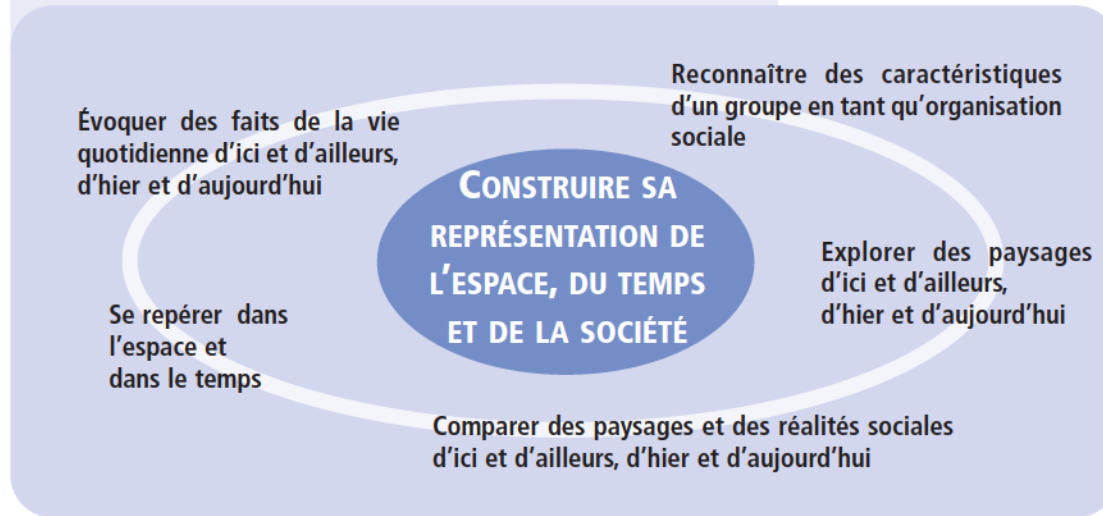 Évoquer des faits de la vie
quotidienne d'ici et d'ailleurs,
d'hier et d'aujourd'hui
Reconnaître des caractéristiques
d'un groupe en tant qu'organisation
sociale
CONSTRUIRE SA
REPRÉSENTATION DE
L'ESPACE, DU TEMPS
ET DE LA SOCIÉTÉ
Explorer des paysages
d'ici et d'ailleurs,
d'hier et d'aujourd'hui
Se repérer dans
l'espace et
dans le temps
Comparer des paysages et des réalités sociales
d'ici et d'ailleurs, d'hier et d'aujourd'hui